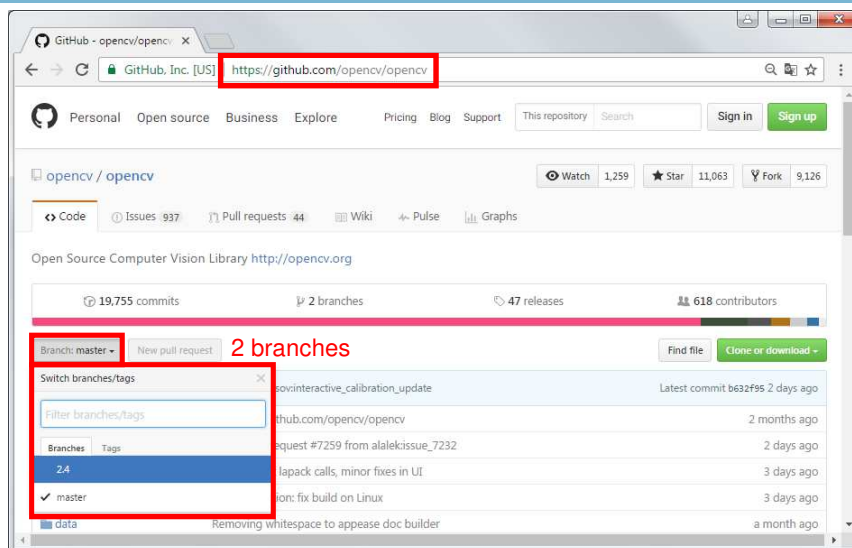 GitHub - opencv/opencv
GitHub, Inc. [US] https://github.com/opencv/opencv
Personal Open source Business Explore Pricing Blog Support This repository Search Sign in Sign up
opencv / opencv Watch 1,259 Star 11,063 Fork 9,126
Code Issues 937 Pull requests 44 Wiki Pulse Graphs
Open Source Computer Vision Library http://opencv.org
19,755 commits 2 branches 47 releases 618 contributors
Branch: master New pull request 2 branches Find file Clone or download
Switch branches/tags
sov:interactive_calibration_update Latest commit b632f95 2 days ago
Filter branches/tags
thub.com/opencv/opencv 2 months ago
Branches Tags
equest #7259 from alalek:issue_7232 2 days ago
2.4
lapack calls, minor fixes in UI 3 days ago
master
ion: fix build on Linux 3 days ago
data Removing whitespace to appease doc builder a month ago